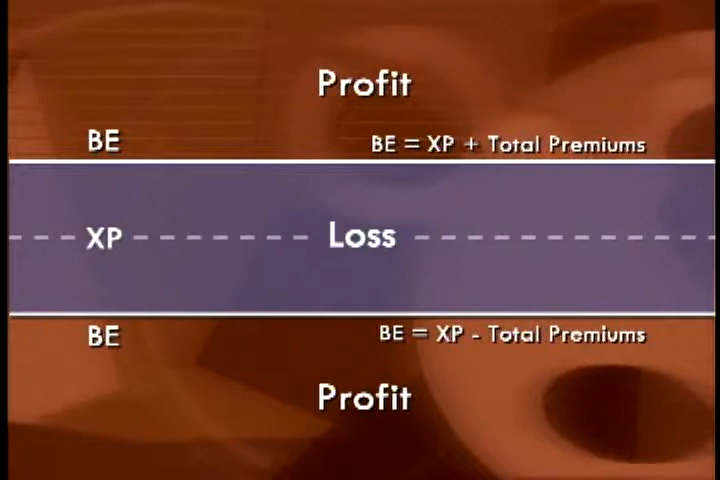 Profit
BE
BE = XP + Total Premiums
XP
Loss
BE
BE = XP - Total Premiums
Profit